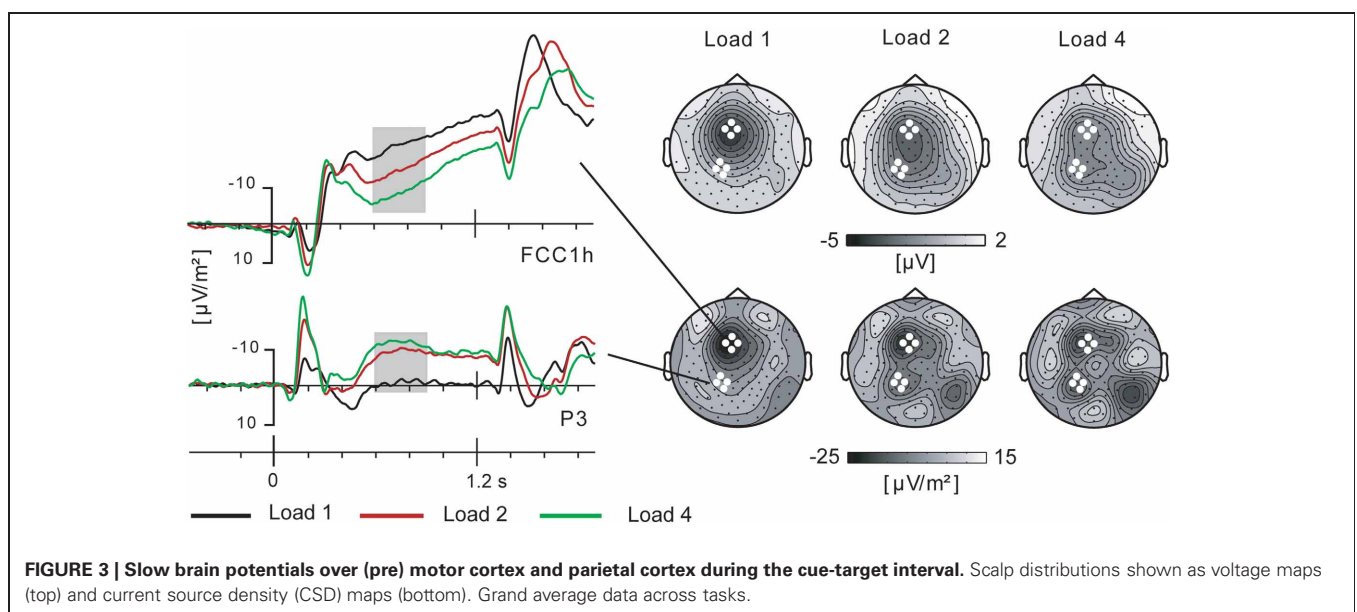 Load 1 Load 2 Load 4
-10
10
FCC1h
[µV/m²]
-5 2
[µV]
-10
10
P3
0 1.2 s
-25 15
[µV/m²]
Load 1 Load 2 Load 4
FIGURE 3 | Slow brain potentials over (pre) motor cortex and parietal cortex during the cue-target interval. Scalp distributions shown as voltage maps
(top) and current source density (CSD) maps (bottom). Grand average data across tasks.